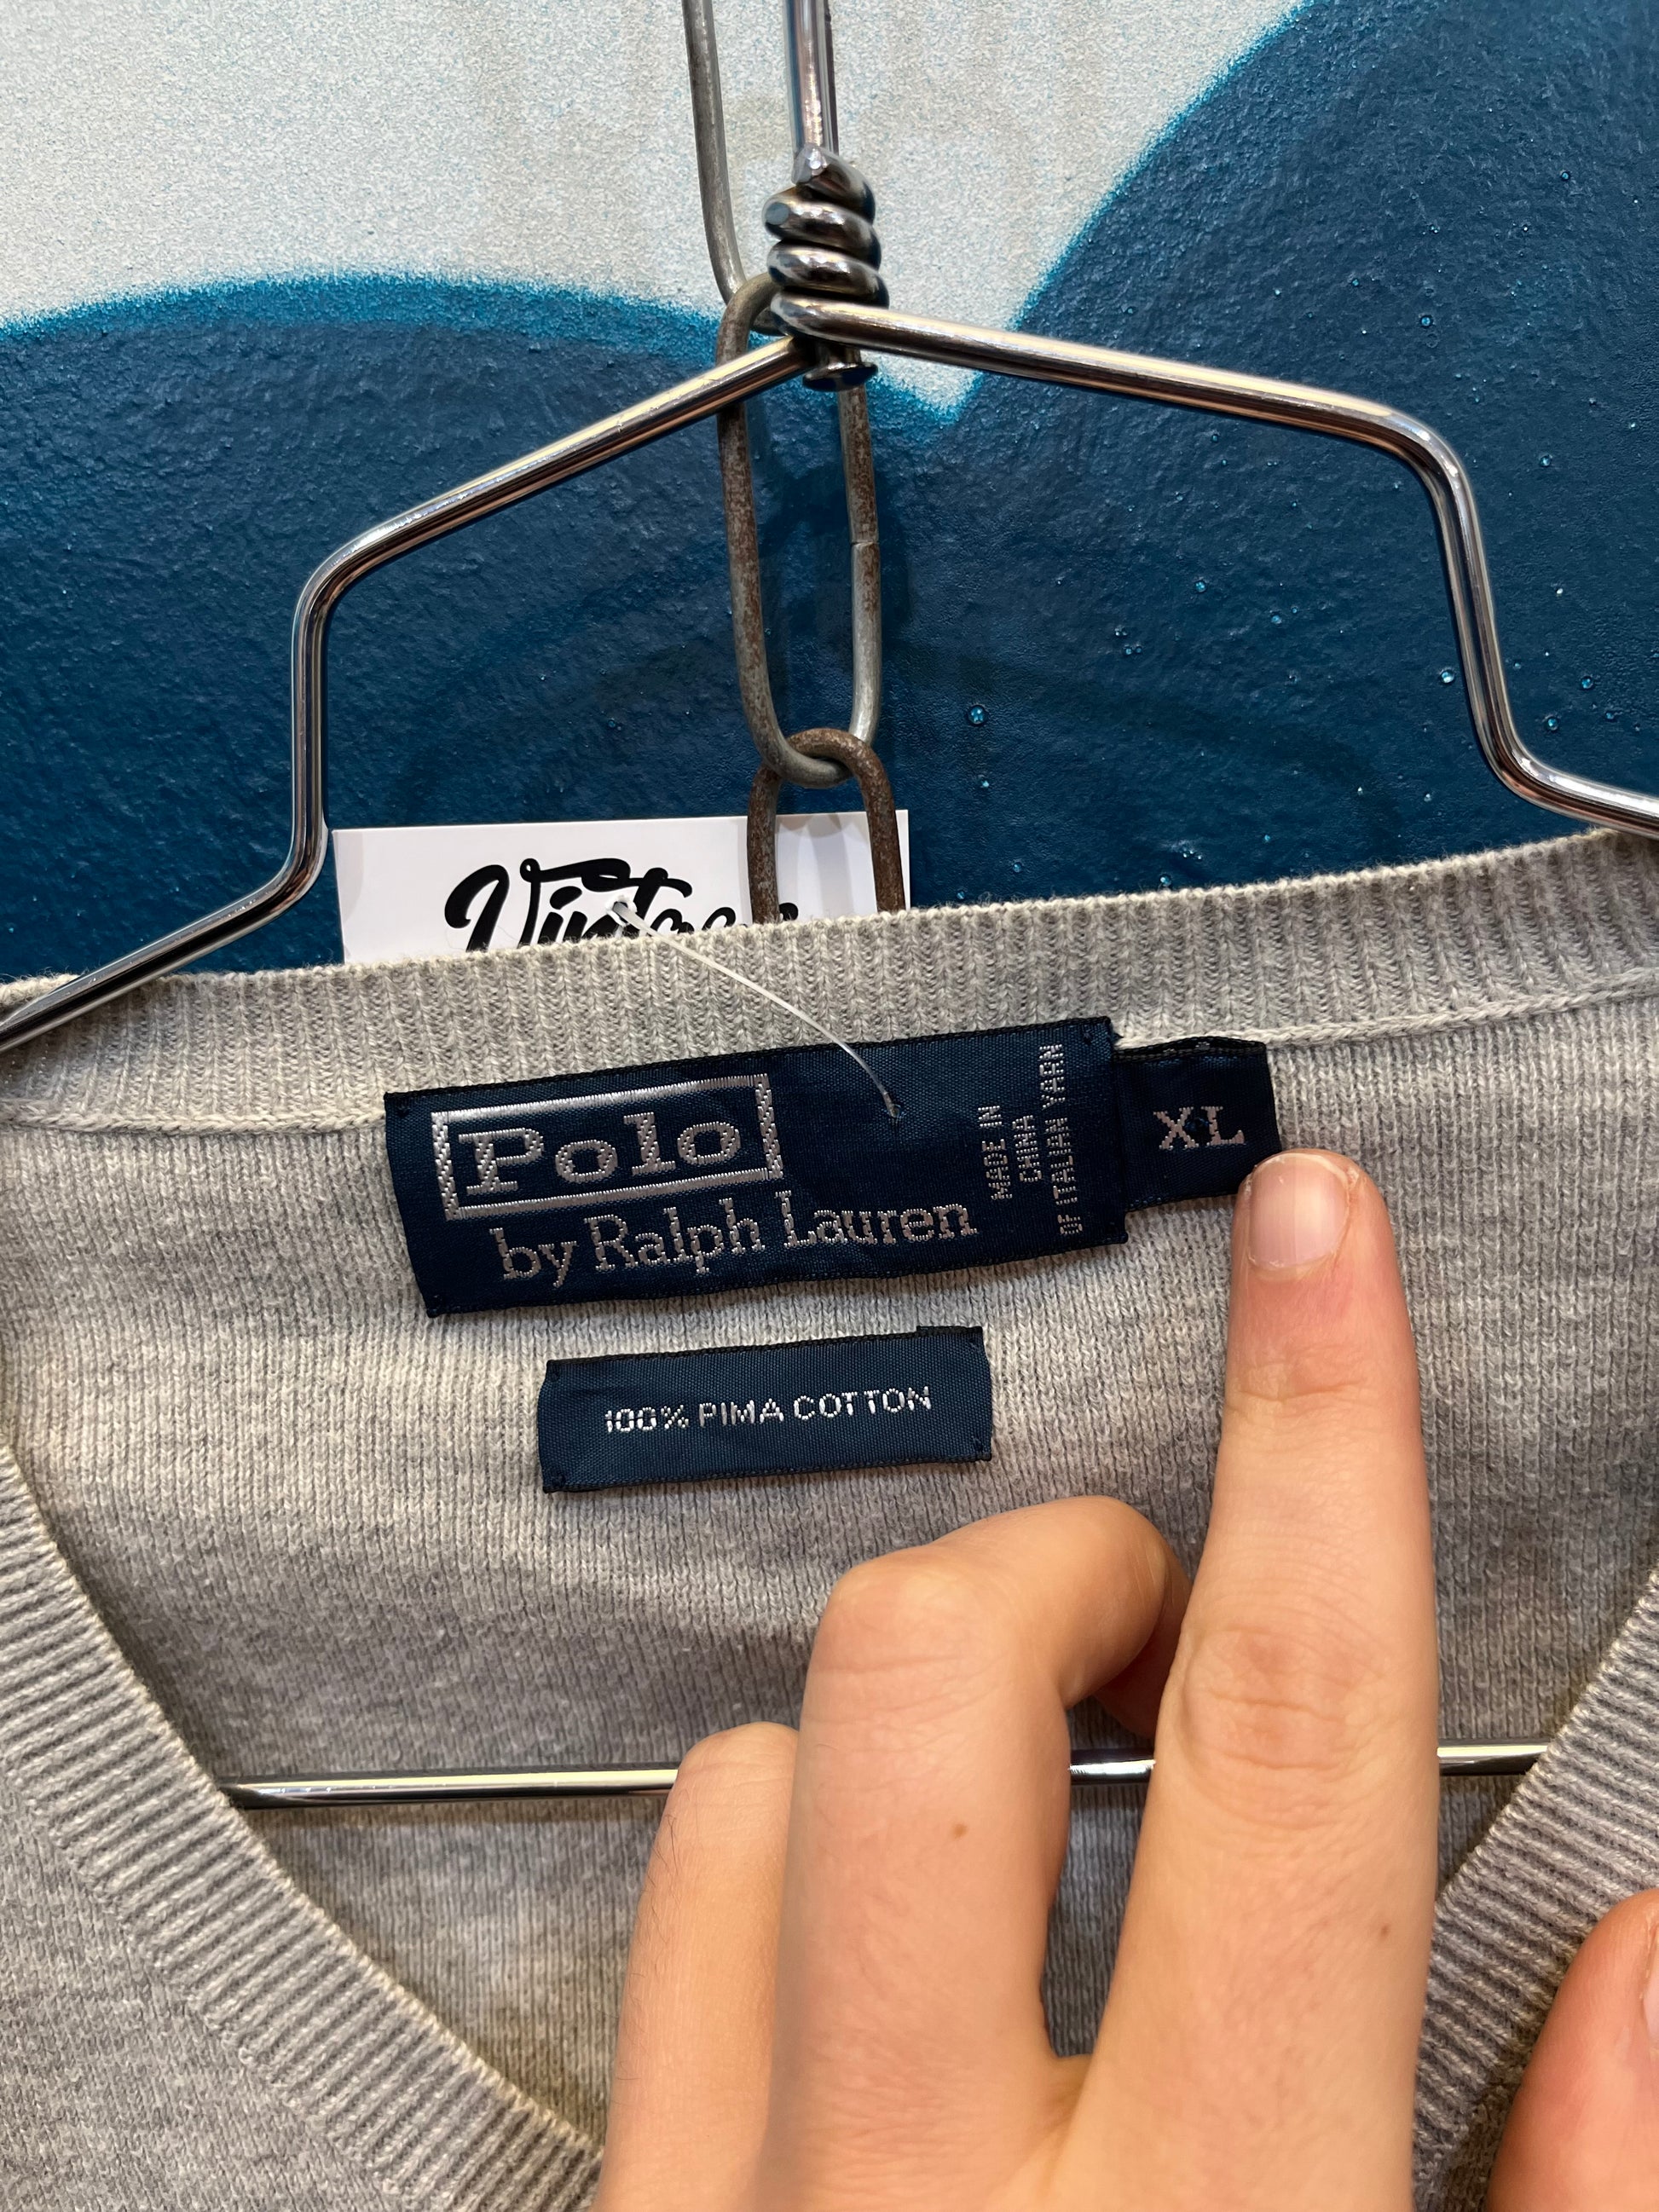 Polo
by Ralph Lauren
MADE IN
CHINA
OF ITALIAN YARN
XL
100% PIMA COTTON